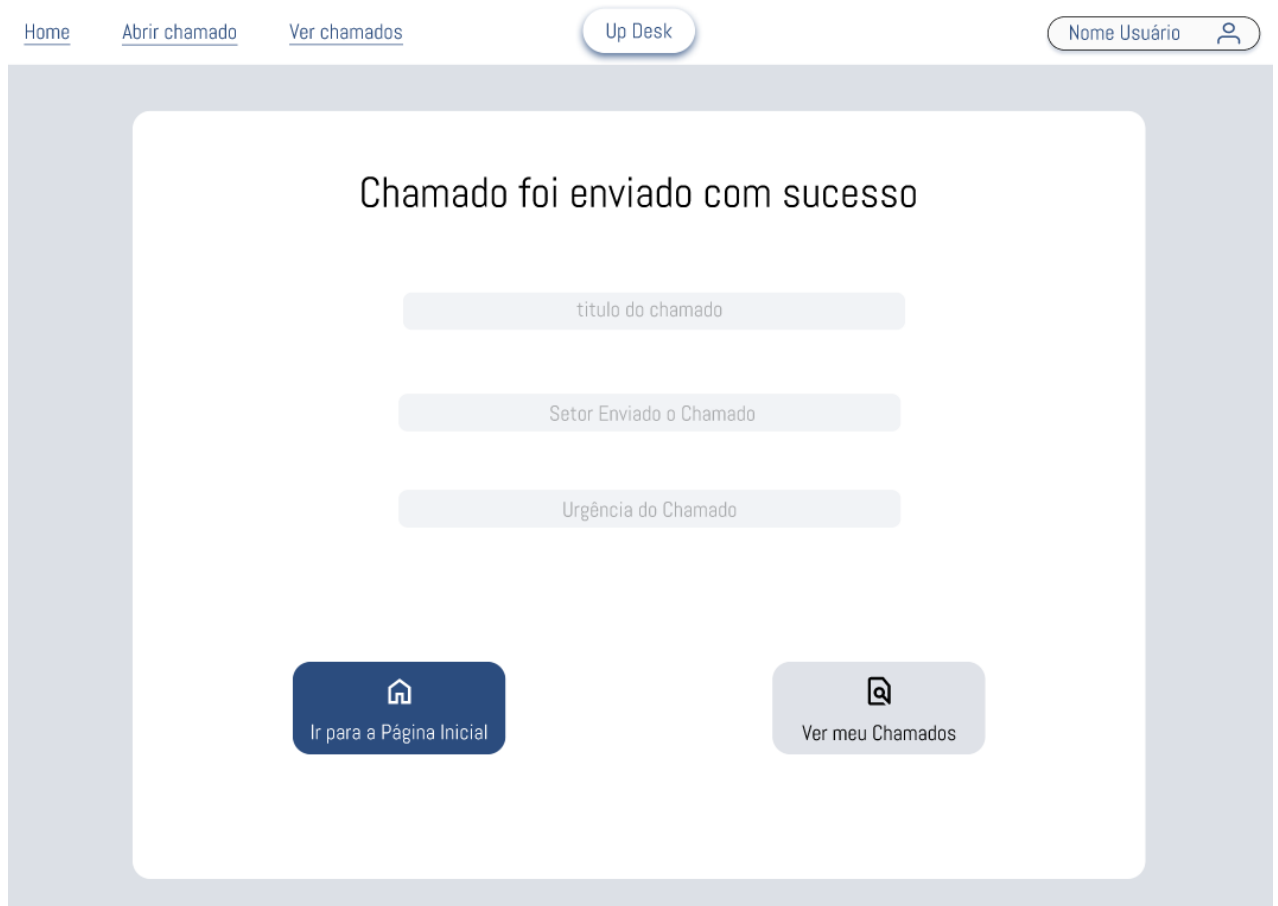 Home
Abrir chamado
Ver chamados
Up Desk
Nome Usuário
Chamado foi enviado com sucesso
titulo do chamado
Setor Enviado o Chamado
Urgência do Chamado
Ir para a Página Inicial
Ver meu Chamados